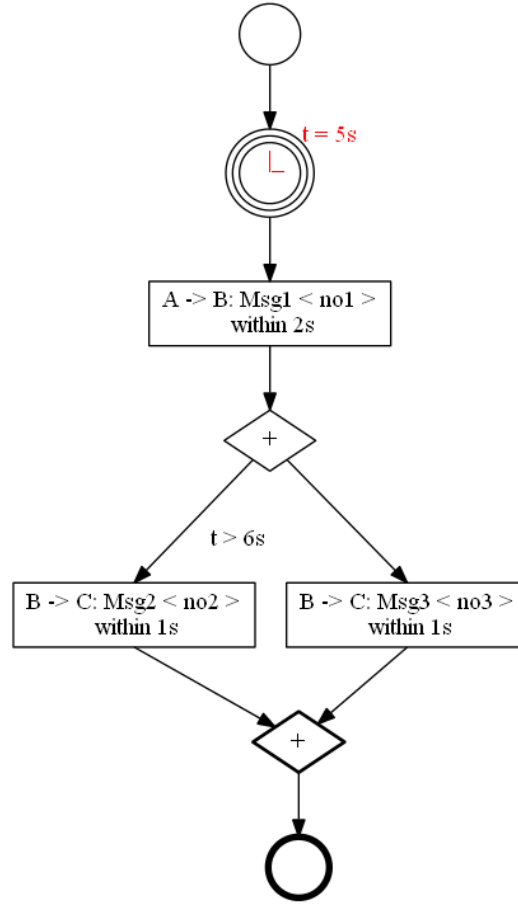 t = 5s
A -> B: Msg1 < no1 >
within 2s
+
t > 6s
B -> C: Msg2 < no2 >
within 1s
B -> C: Msg3 < no3 >
within 1s
+